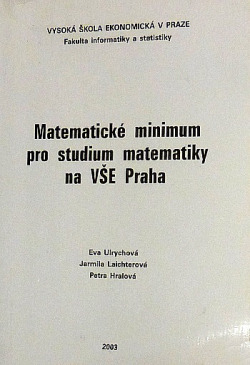 VYSOKÁ ŠKOLA EKONOMICKÁ V PRAZE
Fakulta informatiky a statistiky
Matematické minimum
pro studium matematiky
na VŠE Praha
Eva Ulrychová
Jarmila Laichterová
Petra Hralová
2003